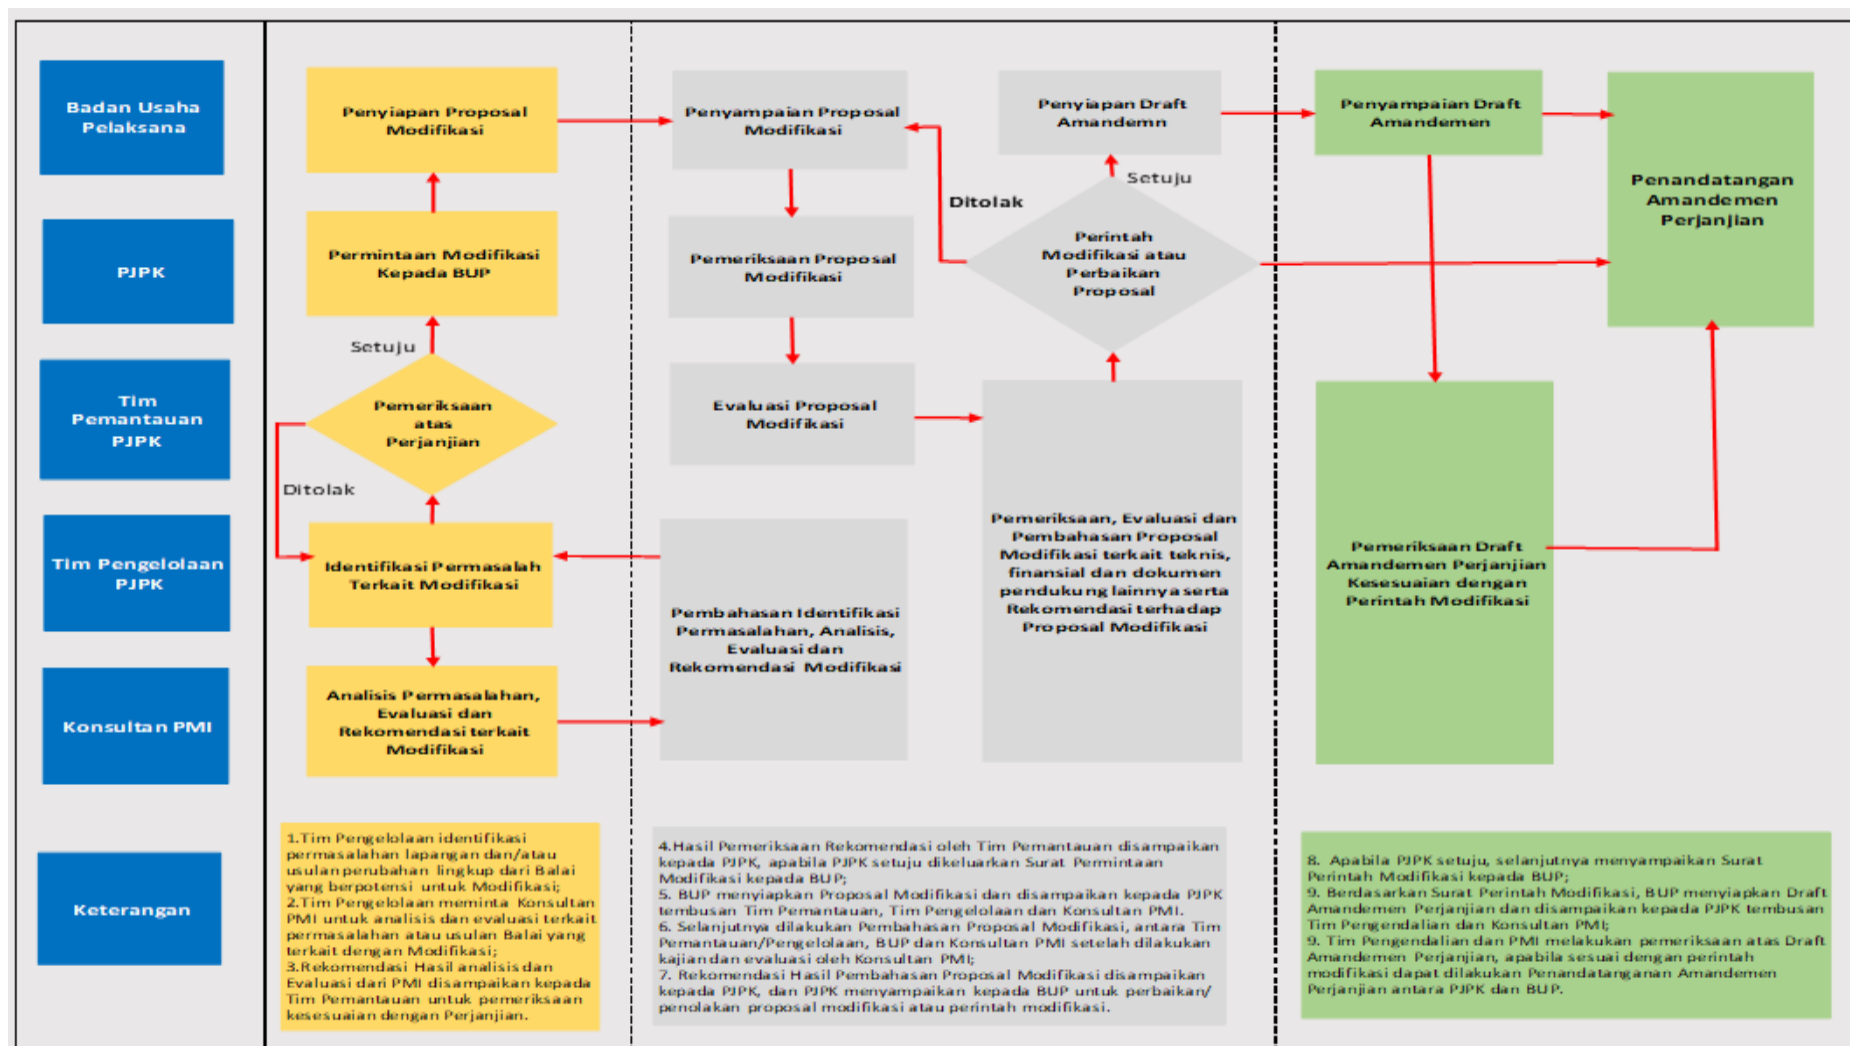 Badan Usaha
Pelaksana
PJPK
Tim
Pemantauan
PJPK
Tim Pengelolaan
PJPK
Konsultan PMI
Keterangan
Penyiapan Proposal
Modifikasi
Permintaan Modifikasi
Kepada BUP
Setuju
Pemeriksaan
atas
Perjanjian
Ditolak
Identifikasi Permasalah
Terkait Modifikasi
Analisis Permasalahan,
Evaluasi dan
Rekomendasi terkait
Modifikasi
1.Tim Pengelolaan identifikasi
permasalahan lapangan dan/atau
usulan perubahan lingkup dari Balai
yang berpotensi untuk Modifikasi;
2.Tim Pengelolaan meminta Konsultan
PMI untuk analisis dan evaluasi terkait
permasalahan atau usulan Balai yang
terkait dengan Modifikasi;
3.Rekomendasi Hasil analisis dan
Evaluasi dari PMI disampaikan kepada
Tim Pemantauan untuk pemeriksaan
kesesuaian dengan Perjanjian.
Penyampaian Proposal
Modifikasi
Pemeriksaan Proposal
Modifikasi
Evaluasi Proposal
Modifikasi
Pembahasan Identifikasi
Permasalahan, Analisis,
Evaluasi dan
Rekomendasi Modifikasi
Penyiapan Draft
Amandemn
Setuju
Ditolak
Perintah
Modifikasi atau
Perbaikan
Proposal
Pemeriksaan, Evaluasi dan
Pembahasan Proposal
Modifikasi terkait teknis,
finansial dan dokumen
pendukung lainnya serta
Rekomendasi terhadap
Proposal Modifikasi
4.Hasil Pemeriksaan Rekomendasi oleh Tim Pemantauan disampaikan
kepada PJPK, apabila PJPK setuju dikeluarkan Surat Permintaan
Modifikasi kepada BUP;
5. BUP menyiapkan Proposal Modifikasi dan disampaikan kepada PJPK
tembusan Tim Pemantauan, Tim Pengelolaan dan Konsultan PMI.
6. Selanjutnya dilakukan Pembahasan Proposal Modifikasi, antara Tim
Pemantauan/Pengelolaan, BUP dan Konsultan PMI setelah dilakukan
kajian dan evaluasi oleh Konsultan PMI;
7. Rekomendasi Hasil Pembahasan Proposal Modifikasi disampaikan
kepada PJPK, dan PJPK menyampaikan kepada BUP untuk perbaikan/
penolakan proposal modifikasi atau perintah modifikasi.
Penyampaian Draft
Amandemen
Penandatangan
Amandemen
Perjanjian
Pemeriksaan Draft
Amandemen Perjanjian
Kesesuaian dengan
Perintah Modifikasi
8. Apabila PJPK setuju, selanjutnya menyampaikan Surat
Perintah Modifikasi kepada BUP;
9. Berdasarkan Surat Perintah Modifikasi, BUP menyiapkan Draft
Amandemen Perjanjian dan disampaikan kepada PJPK tembusan
Tim Pengendalian dan Konsultan PMI;
9. Tim Pengendalian dan PMI melakukan pemeriksaan atas Draft
Amandemen Perjanjian, apabila sesuai dengan perintah
modifikasi dapat dilakukan Penandatanganan Amandemen
Perjanjian antara PJPK dan BUP.